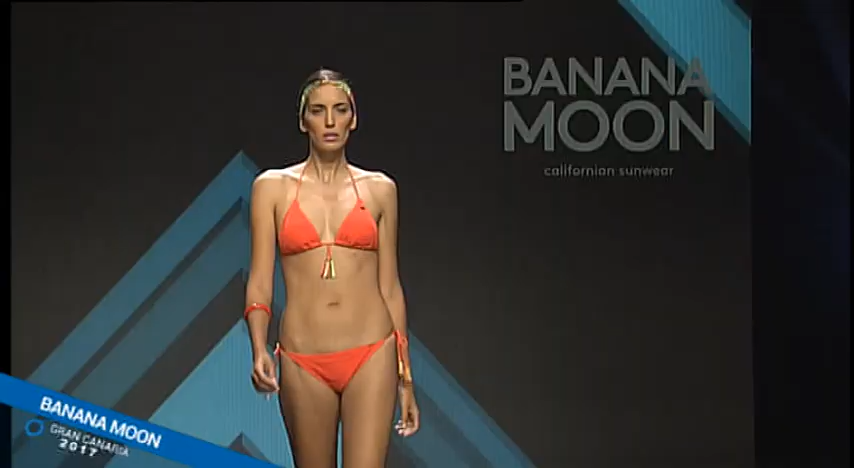 BANANA
MOON
californian sunwear
BANANA MOON
GRAN CANARIA
2017